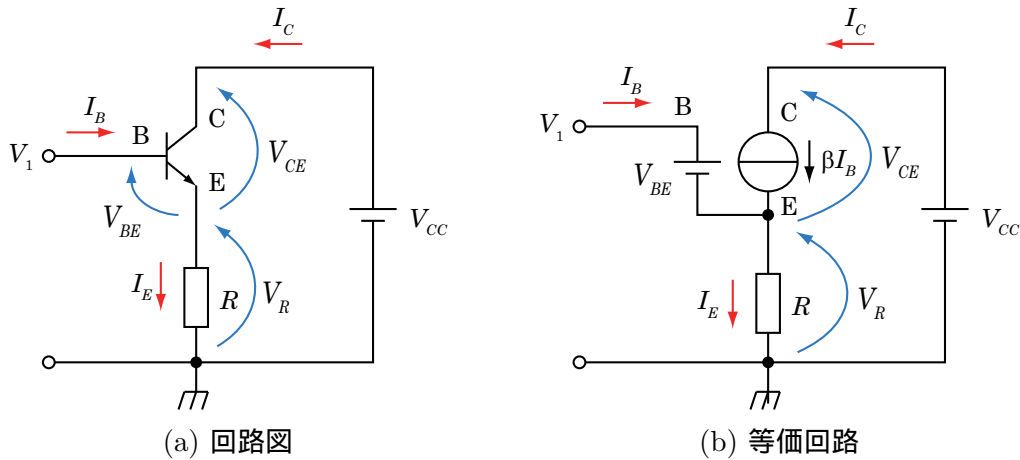 I_C
I_B
B
C
V_1
V_CE
E
V_BE
V_CC
I_E
R
V_R
(a) 回路図
I_C
I_B
B
C
V_1
V_BE
βI_B
V_CE
E
V_CC
I_E
R
V_R
(b) 等価回路